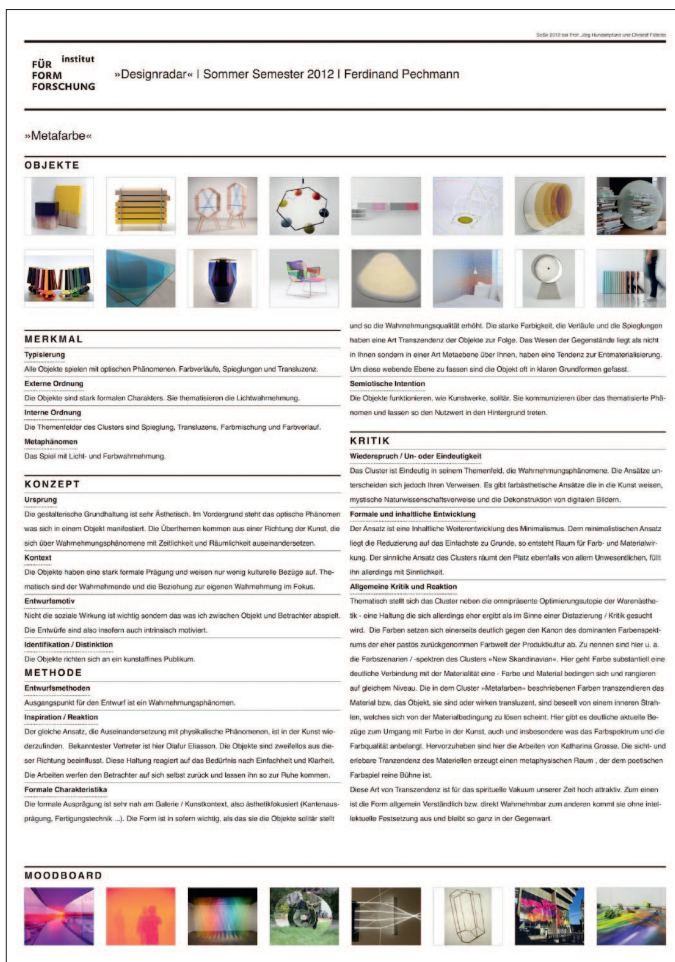 SoSe 2012 bei Prof. Jörg Hundertpfund und
institut
FÜR
FORM
FORSCHUNG
»Designradar« I Sommer Semester 2012 I Ferdinand Pechmann
»Metafarbe«
OBJEKTE
MERKMAL
Typisierung
Alle Objekte spielen mit optischen Phänomenen. Farbverläufe, Spieglungen und Transluzenz.
Externe Ordnung
Die Objekte sind stark formalen Charakters. Sie thematisieren die Lichtwahrnehmung.
Interne Ordnung
Die Themenfelder des Clusters sind Spieglung, Transluzens, Farbmischung und Farbverlauf.
Metaphänomen
Das Spiel mit Licht- und Farbwahrnehmung.
KONZEPT
Ursprung
Die gestalterische Grundhaltung ist sehr Ästhetisch. Im Vordergrund steht das optische Phänomen
was sich in einem Objekt manifestiert. Die Überthemen kommen aus einer Richtung der Kunst, die
sich über Wahrnehmungsphänomene mit Zeitlichkeit und Räumlichkeit auseinandersetzen.
Kontext
Die Objekte haben eine stark formale Prägung und weisen nur wenig kulturelle Bezüge auf. The-
matisch sind der Wahrnehmende und die Beziehung zur eigenen Wahrnehmung im Fokus.
Entwurfsmotiv
Nicht die soziale Wirkung ist wichtig sondern das was ich zwischen Objekt und Betrachter abspielt.
Die Entwürfe sind also insofern auch intrinsisch motiviert.
Identifikation / Distinktion
Die Objekte richten sich an ein kunstaffines Publikum.
METHODE
Entwurfsmethoden
Ausgangspunkt für den Entwurf ist ein Wahrnehmungsphänomen.
Inspiration / Reaktion
Der gleiche Ansatz, die Auseinandersetzung mit physikalische Phänomenen, ist in der Kunst wie-
derzufinden. Bekanntester Vertreter ist hier Olafur Eliasson. Die Objekte sind zweifellos aus die-
ser Richtung beeinflusst. Diese Haltung reagiert auf das Bedürfnis nach Einfachheit und Klarheit.
Die Arbeiten werfen den Betrachter auf sich selbst zurück und lassen ihn so zur Ruhe kommen.
Formale Charakteristika
Die formale Ausprägung ist sehr nah am Galerie / Kunstkontext, also ästhetikfokusiert (Kantenaus-
prägung, Fertigungstechnik ...). Die Form ist in sofern wichtig, als das sie die Objekte solitär stellt
und so die Wahrnehmungsqualität erhöht. Die starke Farbigkeit, die Verläufe und die Spieglungen
haben eine Art Transzendenz der Objekte zur Folge. Das Wesen der Gegenstände liegt als nicht
in Ihnen sondern in einer Art Metaebene über Ihnen, haben eine Tendenz zur Entmaterialisierung.
Um diese webende Ebene zu fassen sind die Objekt oft in klaren Grundformen gefasst.
Semiotische Intention
Die Objekte funktionieren, wie Kunstwerke, solitär. Sie kommunizieren über das thematisierte Phä-
nomen und lassen so den Nutzwert in den Hintergrund treten.
KRITIK
Wiederspruch / Un- oder Eindeutigkeit
Das Cluster ist Eindeutig in seinem Themenfeld, die Wahrnehmungsphänomene. Die Ansätze un-
terscheiden sich jedoch Ihren Verweisen. Es gibt farbästhetische Ansätze die in die Kunst weisen,
mystische Naturwissenschaftsverweise und die Dekonstruktion von digitalen Bildern.
Formale und inhaltliche Entwicklung
Der Ansatz ist eine Inhaltliche Weiterentwicklung des Minimalismus. Dem minimalistischen Ansatz
liegt die Reduzierung auf das Einfachste zu Grunde, so entsteht Raum für Farb- und Materialwir-
kung. Der sinnliche Ansatz des Clusters räumt den Platz ebenfals von allem Unwesentlichen, füllt
ihn allerdings mit Sinnlichkeit.
Allgemeine Kritik und Reaktion
Thematisch stellt sich das Cluster neben die omnipräsente Optimierungsutopie der Warenästhe-
tik - eine Haltung die sich allerdings eher ergibt als im Sinne einer Distazierung / Kritik gesucht
wird. Die Farben setzen sich einerseits deutlich gegen den Kanon des dominanten Farbenspekt-
rums der eher pastos zurückgenommen Farbwelt der Produktkultur ab. Zu nennen sind hier u. a.
die Farbszenarien / -spektren des Clusters »New Skandinavian«. Hier geht Farbe substantiell eine
deutliche Verbindung mit der Materialität eine - Farbe und Material bedingen sich und rangieren
auf gleichem Niveau. Die in dem Cluster »Metafarben« beschriebenen Farben transzendieren das
Material bzw. das Objekt, sie sind oder wirken transluzent, sind beseelt von einem inneren Strah-
len, welches sich von der Materialbedingung zu lösen scheint. Hier gibt es deutliche aktuelle Be-
züge zum Umgang mit Farbe in der Kunst, auch und insbesondere was das Farbspektrum und die
Farbqualität anbelangt. Hervorzuheben sind hier die Arbeiten von Katharina Grosse. Die sicht- und
erlebare Tranzendenz des Materiellen erzeugt einen metaphysischen Raum , der dem poetischen
Farbspiel reine Bühne ist.
Diese Art von Transzendenz ist für das spirituelle Vakuum unserer Zeit hoch attraktiv. Zum einen
ist die Form allgemein Verständlich bzw. direkt Wahrnehmbar zum anderen kommt sie ohne intel-
lektuelle Festsetzung aus und bleibt so ganz in der Gegenwart.
MOODBOARD